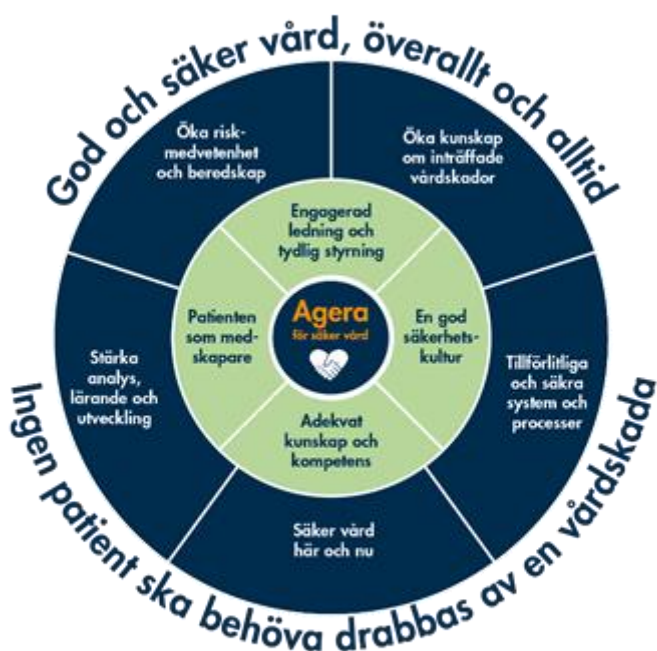 God och säker vård, överallt och alltid
Öka risk-
medvetenhet
och beredskap
Öka kunskap
om inträffade
vårdskador
Engagerad
ledning och
tydlig styrning
Patienten
som med-
skapare
Agera
för säker vård
En god
säkerhets-
kultur
Stärka
analys,
lärande och
utveckling
Tillförlitliga
och säkra
system och
processer
Adekvat
kunskap och
kompetens
Säker vård
här och nu
Ingen patient ska behöva drabbas av en vårdskada